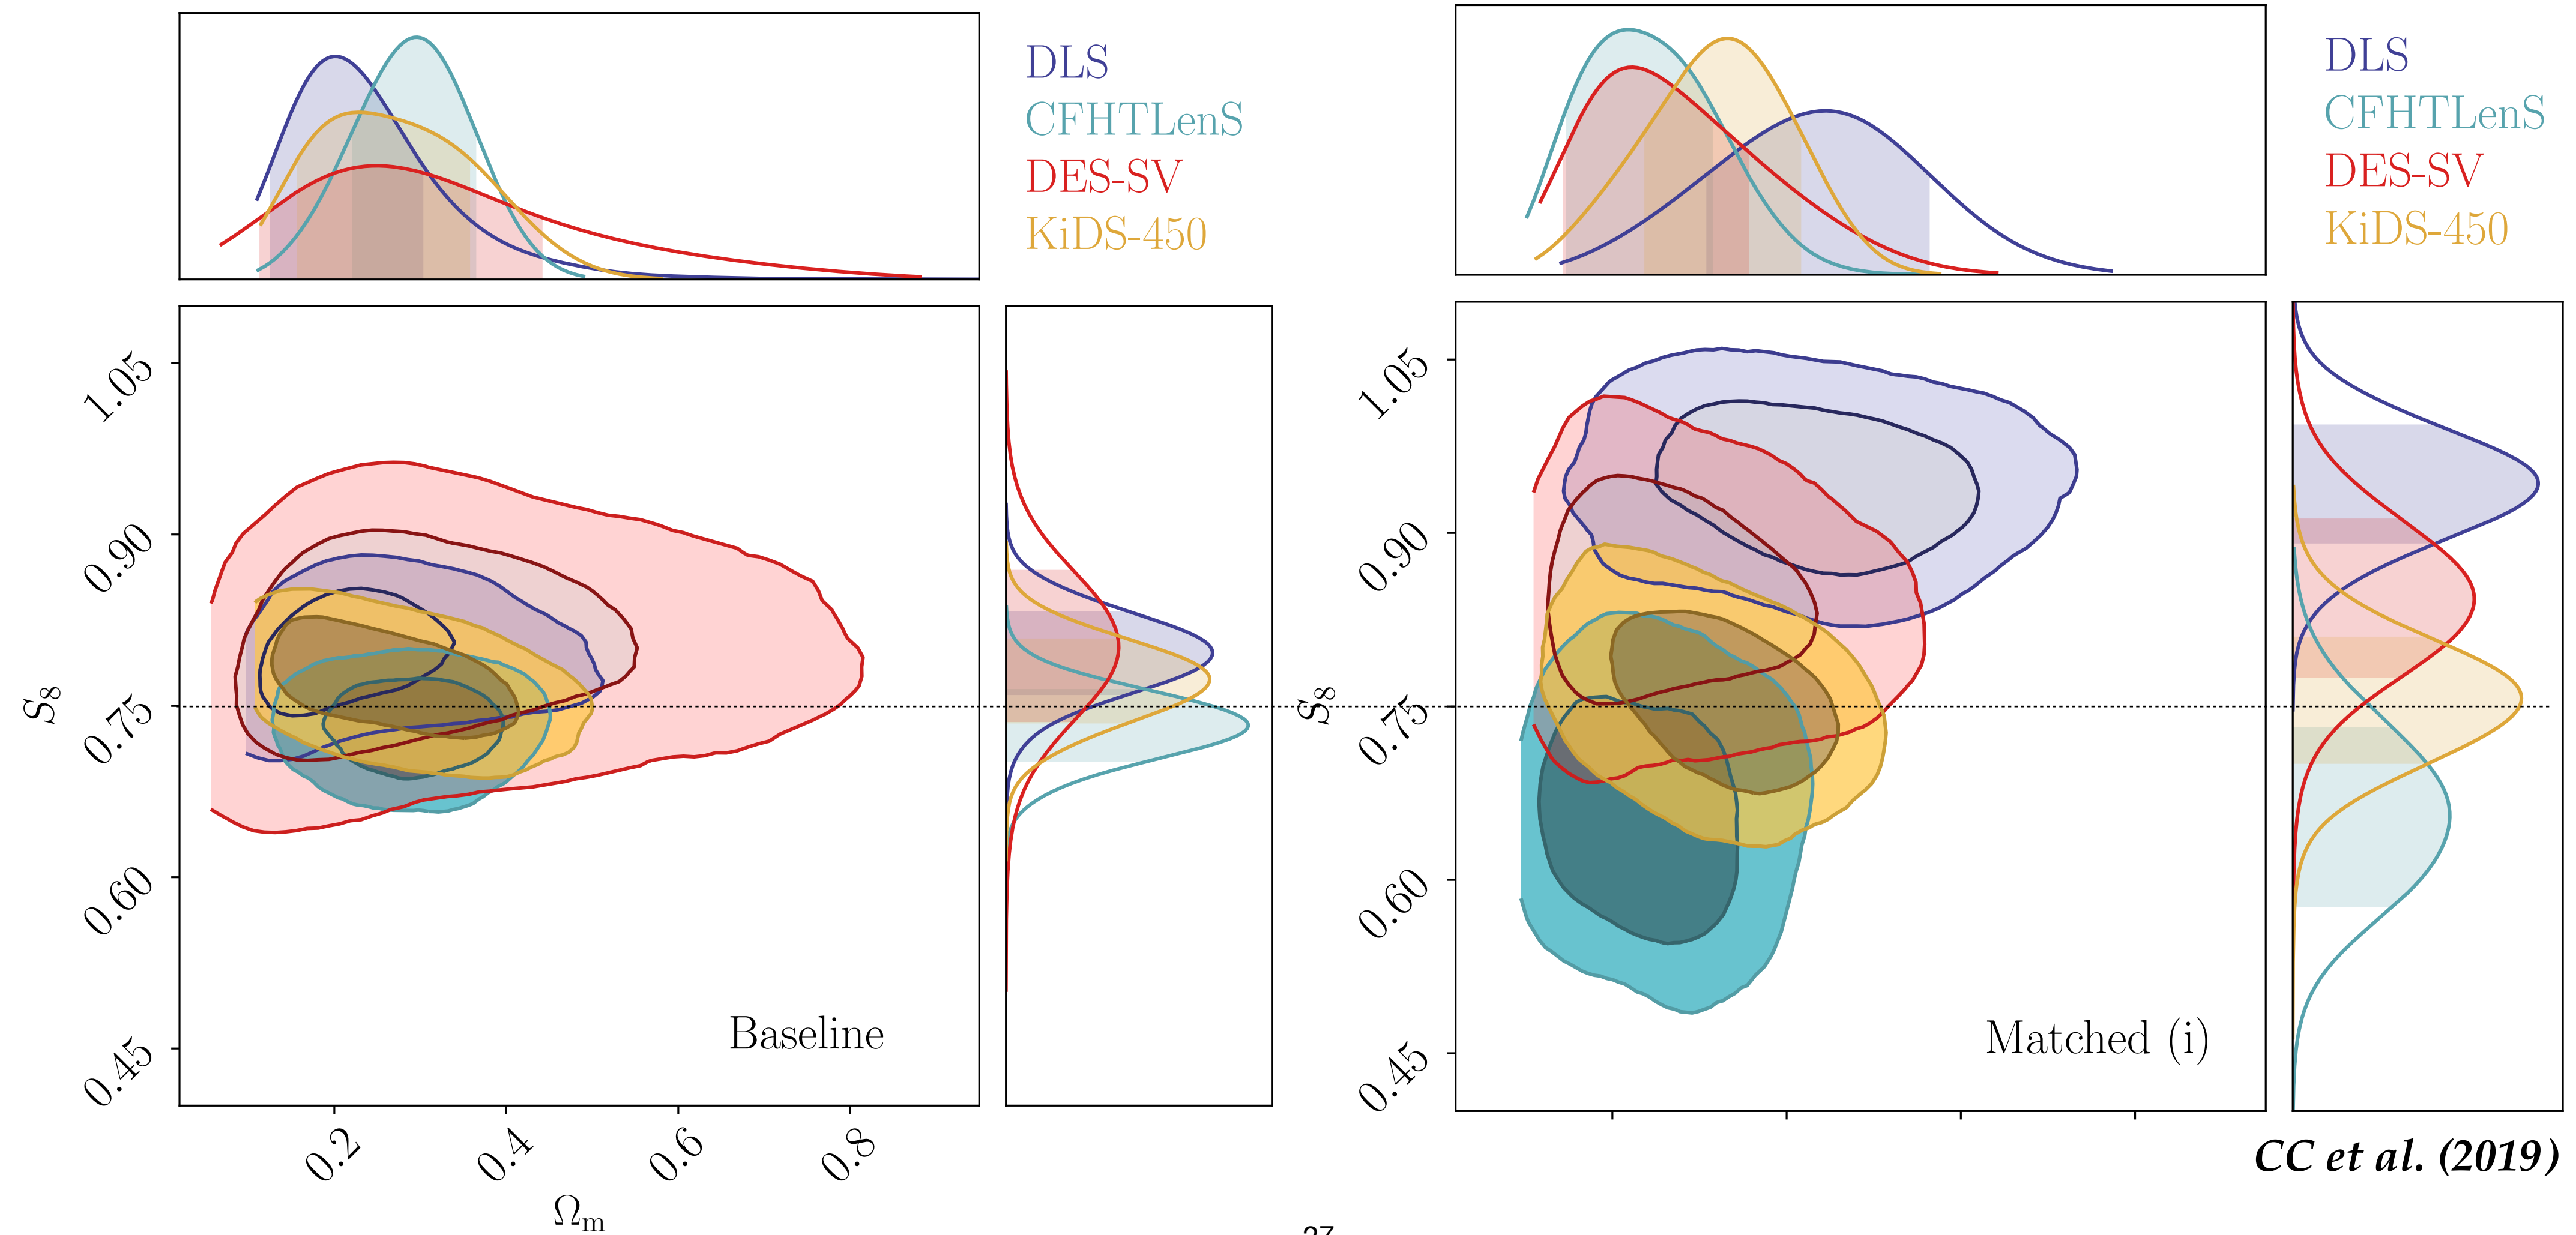 DLS
CFHTLenS
DES-SV
KiDS-450
1.05
0.90
0.75
0.60
0.45
S₈
Baseline
0.2
0.4
0.6
0.8
Ωₘ
DLS
CFHTLenS
DES-SV
KiDS-450
1.05
0.90
0.75
0.60
0.45
S₈
Matched (i)
CC et al. (2019)